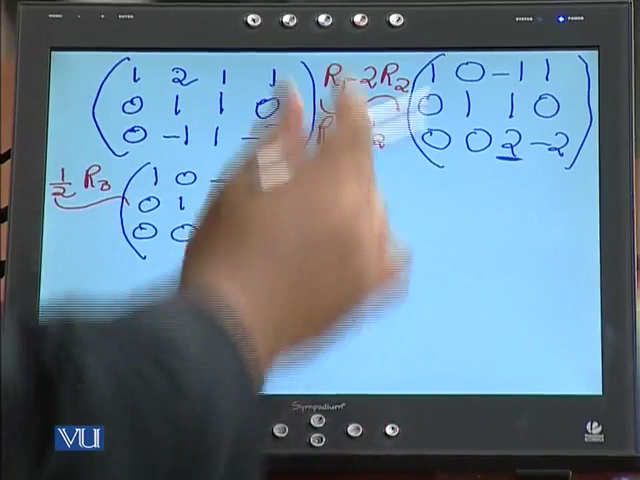 MENU - + ENTER STATUS POWER
1 2 1 1 R₁-2R₂ 1 0 -1 1
0 1 1 0 0 1 1 0
0 -1 1 - R 2 0 0 2 -2
1/2 R₃ 1 0
0 1
0 0
Sympodium
VU